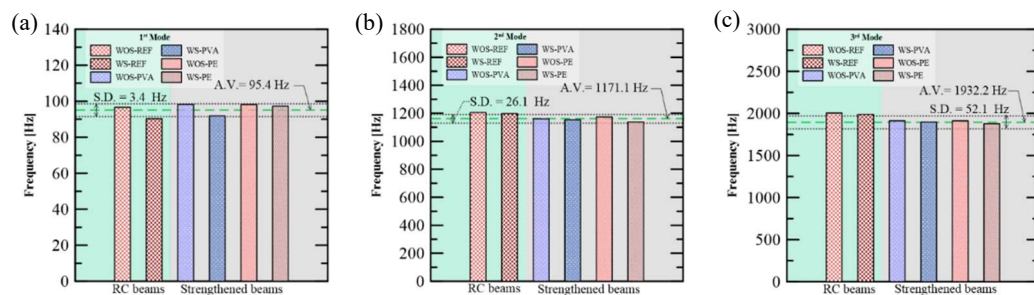 (a)
Frequency [Hz]
140
120
100
80
60
40
20
0
1st Mode
WOS-REF
WS-PVA
WS-REF
WOS-PE
WOS-PVA
WS-PE
A.V.= 95.4 Hz
S.D. = 3.4 Hz
RC beams
Strengthened beams
(b)
Frequency [Hz]
1800
1600
1400
1200
1000
800
600
400
200
0
2nd Mode
WOS-REF
WS-PVA
WS-REF
WOS-PE
WOS-PVA
WS-PE
A.V.= 1171.1 Hz
S.D. = 26.1 Hz
RC beams
Strengthened beams
(c)
Frequency [Hz]
3000
2500
2000
1500
1000
500
0
3rd Mode
WOS-REF
WS-PVA
WS-REF
WOS-PE
WOS-PVA
WS-PE
A.V.= 1932.2 Hz
S.D. = 52.1 Hz
RC beams
Strengthened beams